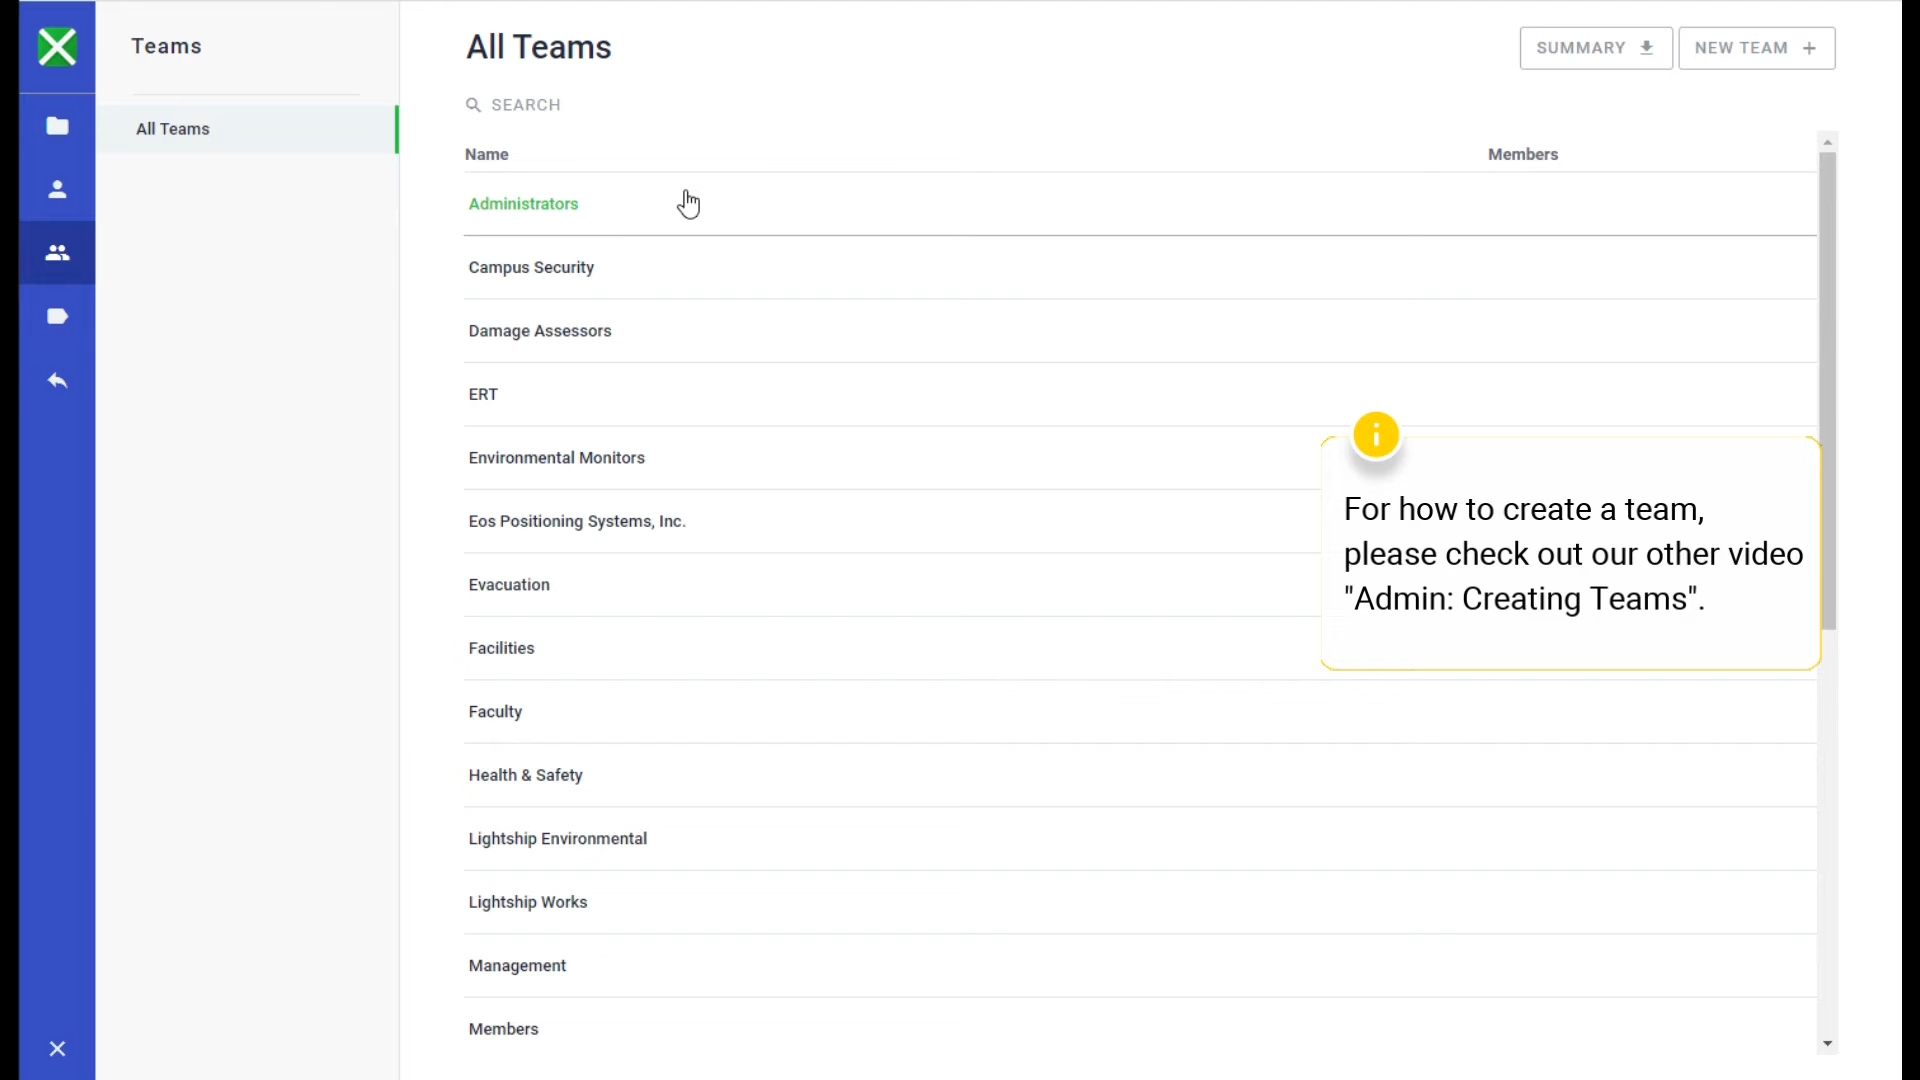 Teams
All Teams
All Teams
SUMMARY
NEW TEAM +
SEARCH
Name
Members
Administrators
Campus Security
Damage Assessors
ERT
Environmental Monitors
Eos Positioning Systems, Inc.
Evacuation
Facilities
Faculty
Health & Safety
Lightship Environmental
Lightship Works
Management
Members
i
For how to create a team,
please check out our other video
"Admin: Creating Teams".